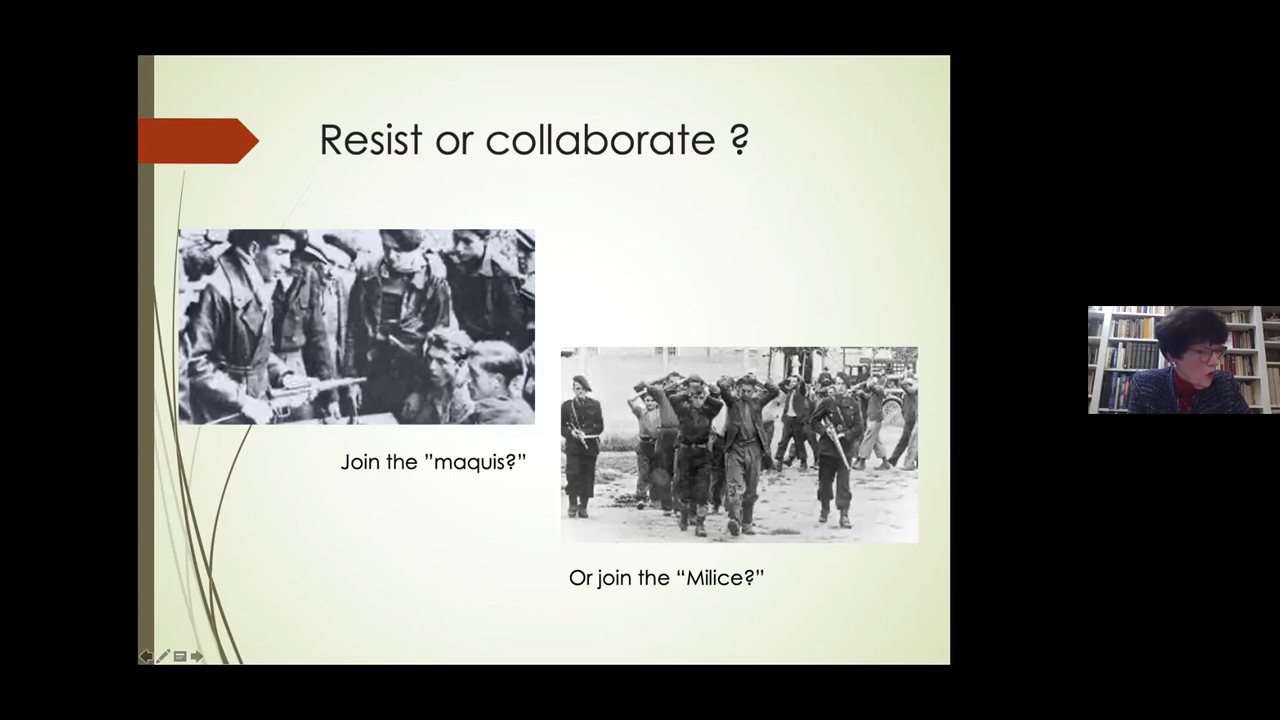 Resist or collaborate ?
Join the ”maquis?”
Or join the “Milice?”